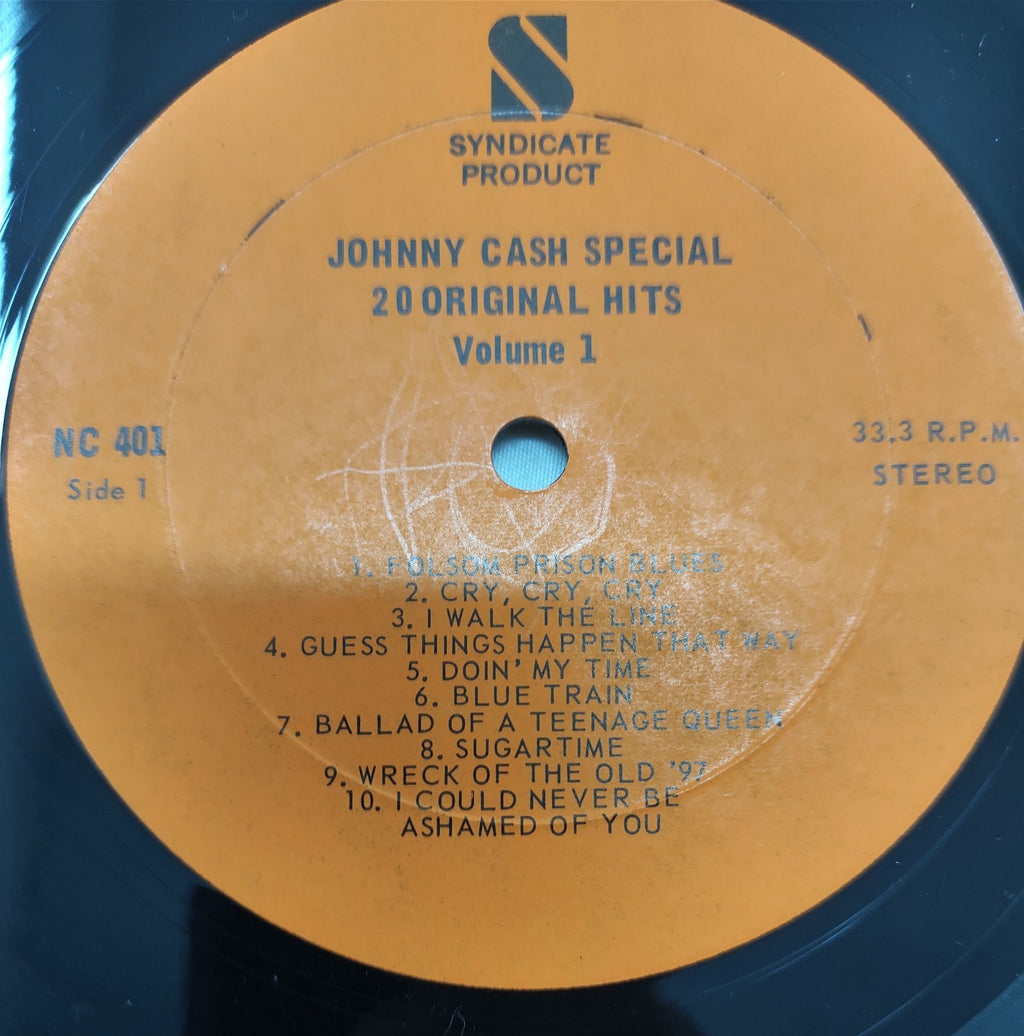 S
SYNDICATE
PRODUCT
JOHNNY CASH SPECIAL
20 ORIGINAL HITS
Volume 1
NC 401
Side 1
33.3 R.P.M.
STEREO
1. FOLSOM PRISON BLUES
2. CRY, CRY, CRY
3. I WALK THE LINE
4. GUESS THINGS HAPPEN THAT WAY
5. DOIN' MY TIME
6. BLUE TRAIN
7. BALLAD OF A TEENAGE QUEEN
8. SUGARTIME
9. WRECK OF THE OLD '97
10. I COULD NEVER BE
ASHAMED OF YOU